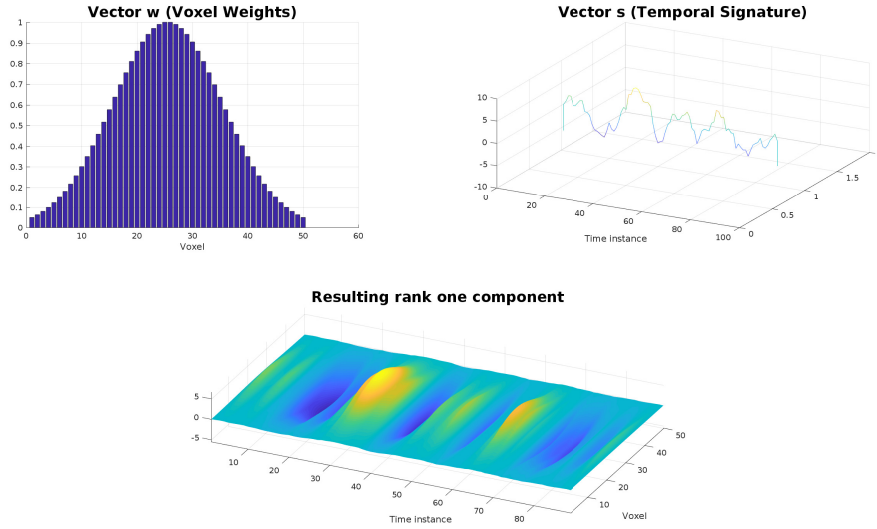 Vector w (Voxel Weights)
1
0.9
0.8
0.7
0.6
0.5
0.4
0.3
0.2
0.1
0
0 10 20 30 40 50 60
Voxel
Vector s (Temporal Signature)
10
5
0
-5
-10
0 20 40 60 80 100
Time instance
0 0.5 1 1.5
Resulting rank one component
5
0
-5
10 20 30 40 50 60 70 80
Time instance
10 20 30 40 50
Voxel